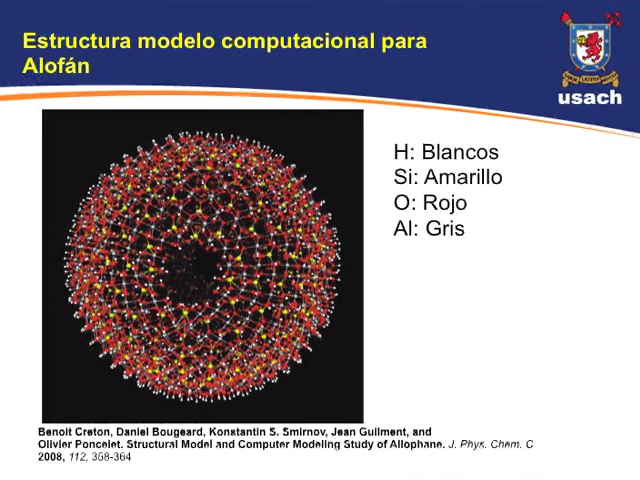 Estructura modelo computacional para
Alofán
usach
H: Blancos
Si: Amarillo
O: Rojo
Al: Gris
Benoit Creton, Daniel Bougeard, Konstantin S. Smirnov, Jean Guilment, and
Olivier Poncelet. Structural Model and Computer Modeling Study of Allophane. J. Phys. Chem. C
2008, 112, 358-364